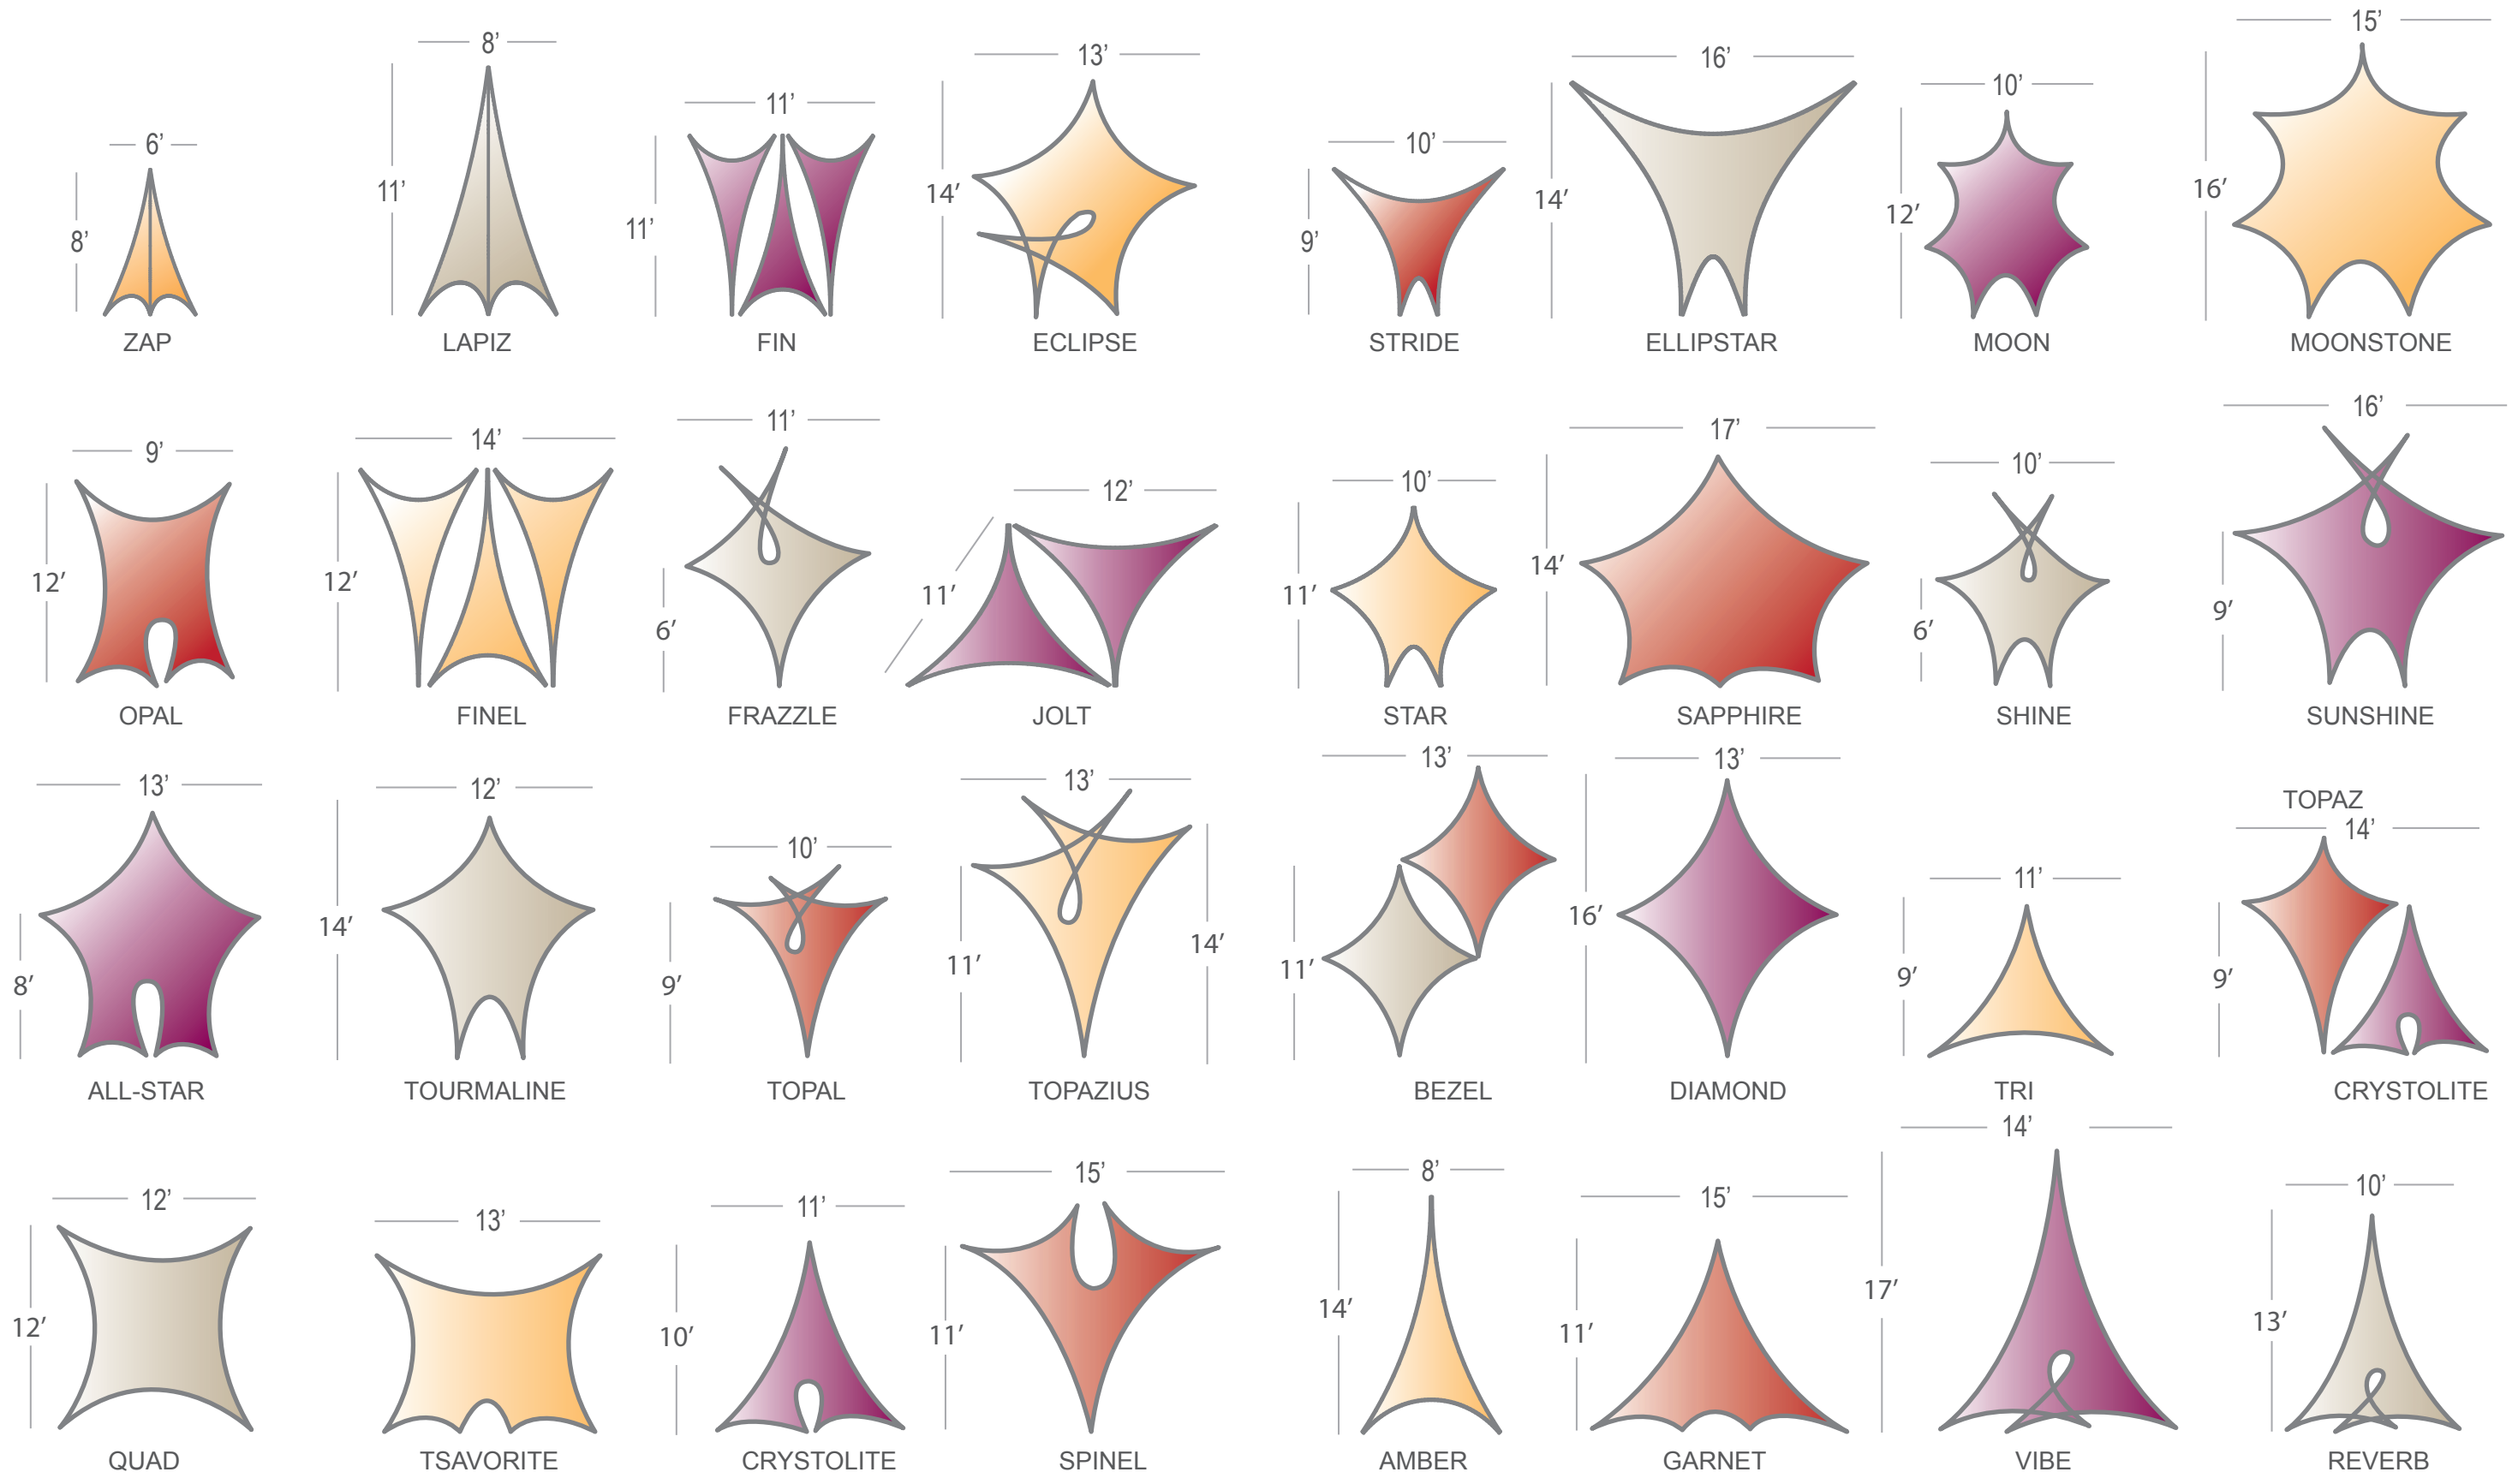 6’
8’
ZAP
8’
11’
LAPIZ
11’
11’
FIN
13’
14’
ECLIPSE
10’
9’
STRIDE
16’
14’
ELLIPSTAR
10’
12’
MOON
15’
16’
MOONSTONE
9’
12’
OPAL
14’
12’
FINEL
11’
6’
FRAZZLE
12’
11’
JOLT
10’
11’
STAR
17’
14’
SAPPHIRE
10’
6’
SHINE
16’
9’
SUNSHINE
13’
8’
ALL-STAR
12’
14’
TOURMALINE
10’
9’
TOPAL
13’
11’
14’
TOPAZIUS
13’
11’
BEZEL
13’
16’
DIAMOND
11’
9’
TRI
TOPAZ
14’
9’
CRYSTOLITE
12’
12’
QUAD
13’
TSAVORITE
11’
10’
CRYSTOLITE
15’
11’
SPINEL
8’
14’
AMBER
15’
11’
GARNET
14’
17’
VIBE
10’
13’
REVERB